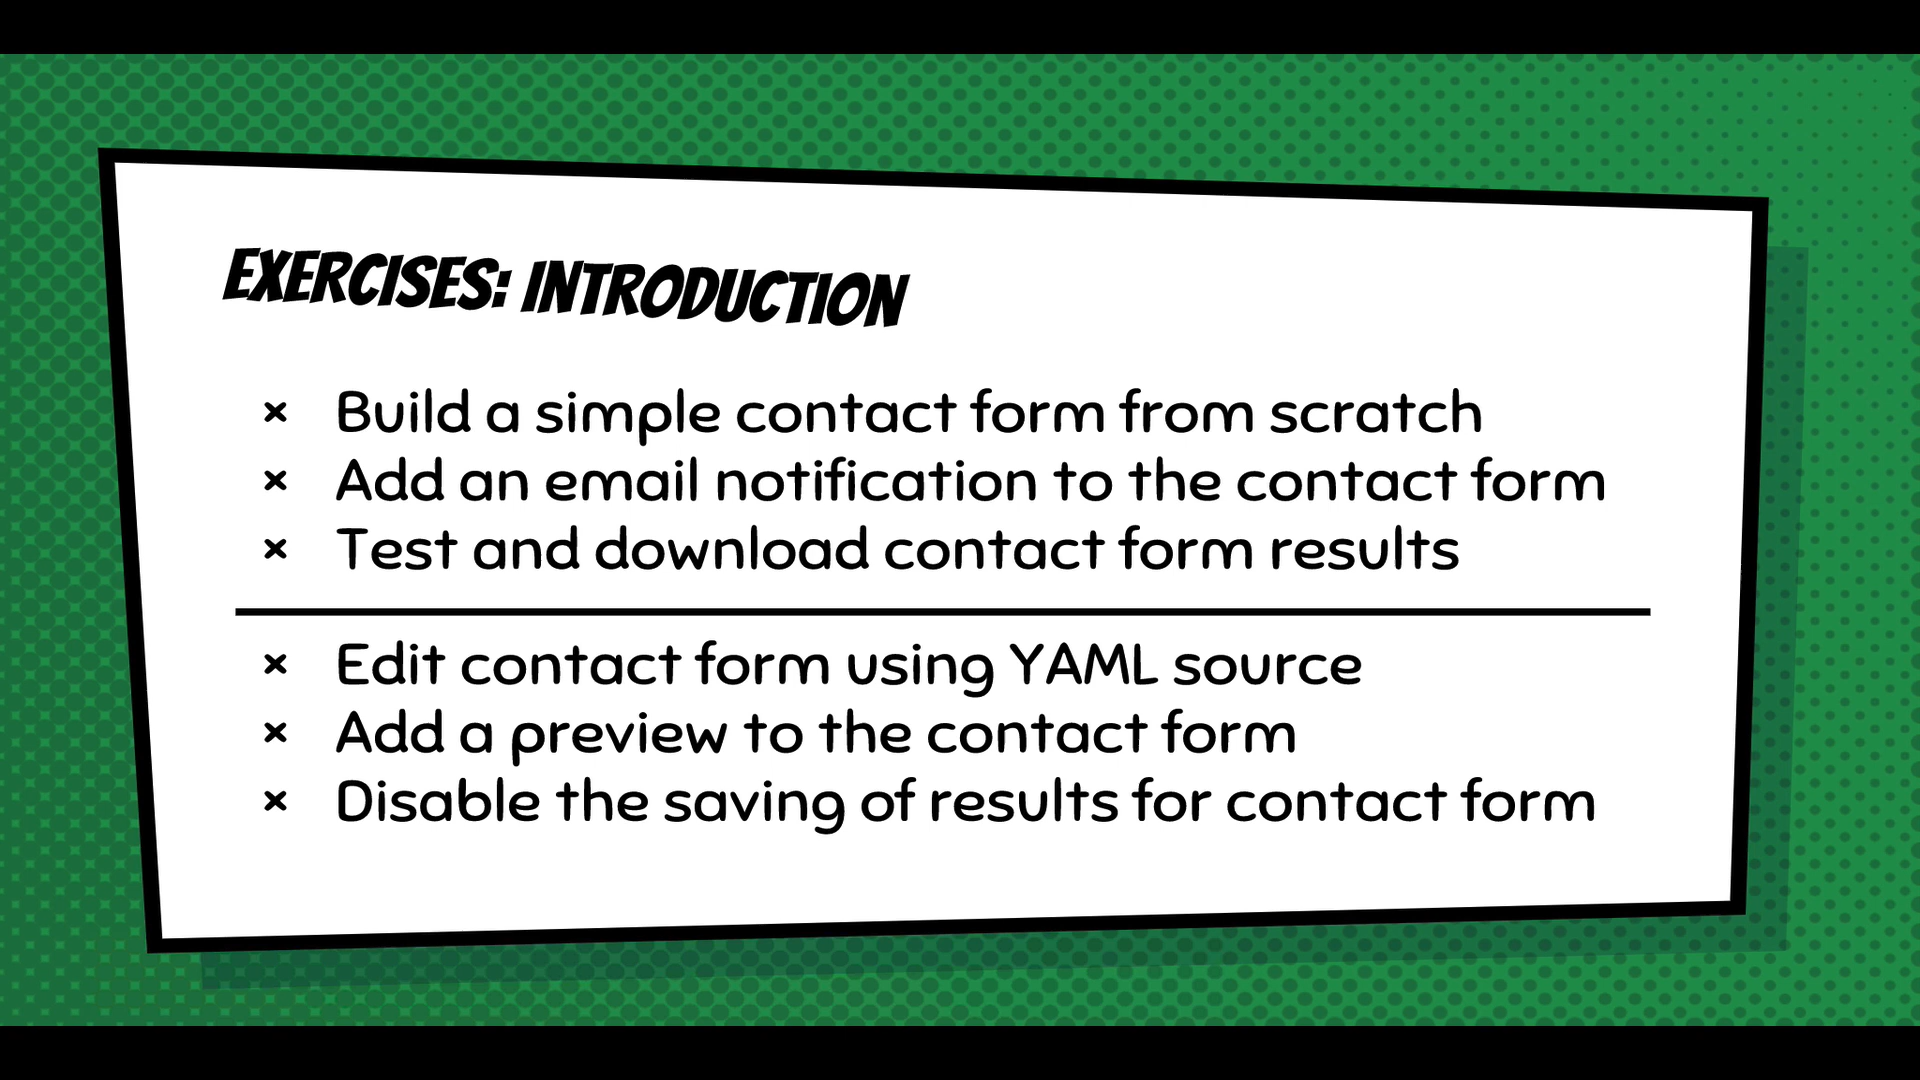 EXERCISES: INTRODUCTION
× Build a simple contact form from scratch
× Add an email notification to the contact form
× Test and download contact form results
× Edit contact form using YAML source
× Add a preview to the contact form
× Disable the saving of results for contact form